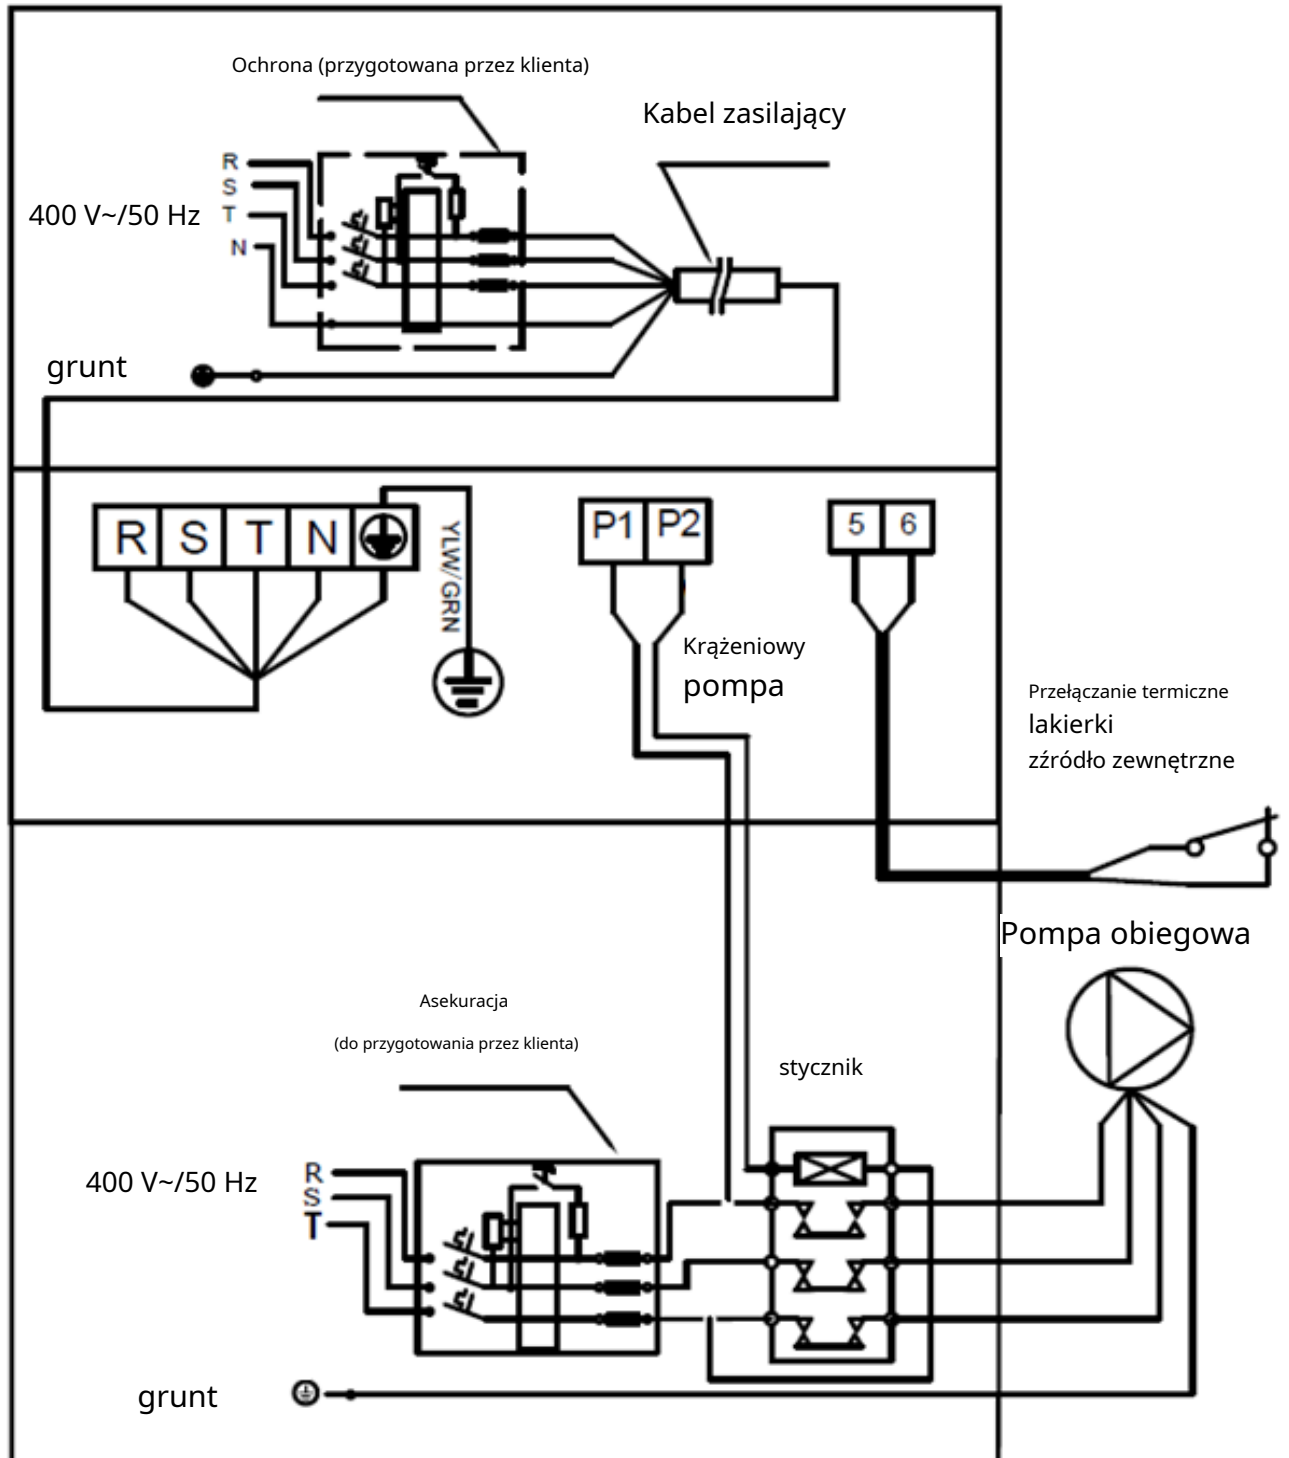 Ochrona (przygotowana przez klienta)
Kabel zasilający
R
S
400 V~/50 Hz T
N
grunt
R S T N
YLW/GRN
P1 P2
5 6
Krążeniowy
pompa
Przełączanie termiczne
lakierki
zźródło zewnętrzne
Pompa obiegowa
Asekuracja
(do przygotowania przez klienta)
stycznik
400 V~/50 Hz R
S
T
grunt